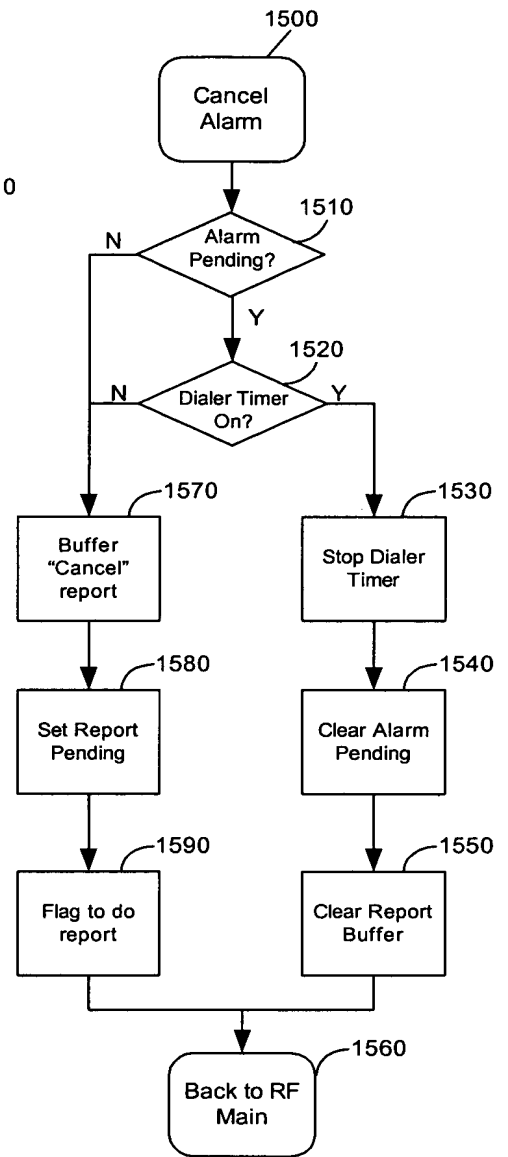 1500
Cancel
Alarm
0
1510
Alarm
Pending?
N
Y
1520
Dialer Timer
On?
N
Y
1570
Buffer
“Cancel”
report
1530
Stop Dialer
Timer
1580
Set Report
Pending
1540
Clear Alarm
Pending
1590
Flag to do
report
1550
Clear Report
Buffer
1560
Back to RF
Main